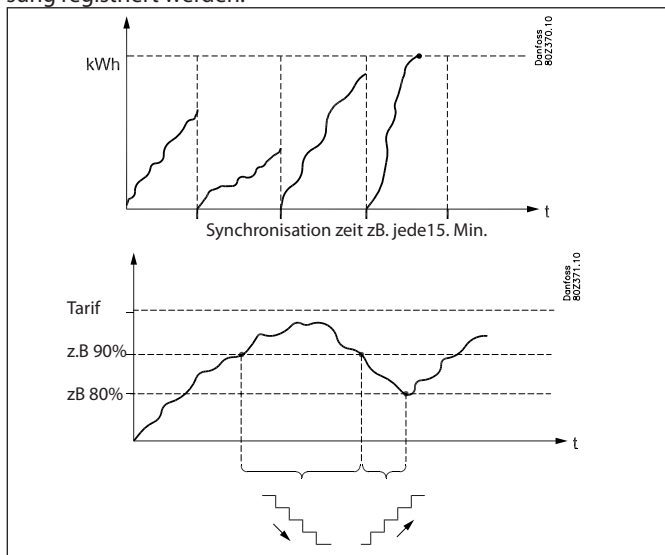 sung registriert werden.
kWh
Danfoss
80Z370.10
t
Synchronisation zeit zB. jede15. Min.
Danfoss
80Z371.10
Tarif
z.B 90%
zB 80%
t